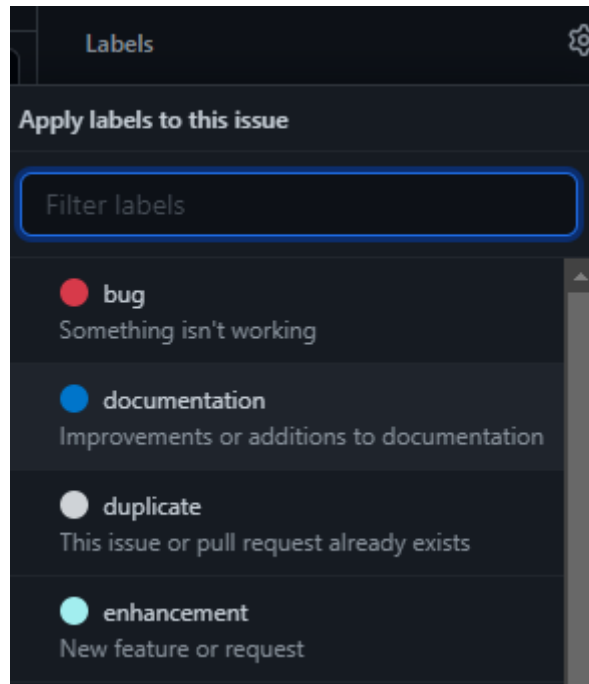 Labels
Apply labels to this issue
Filter labels
bug
Something isn't working
documentation
Improvements or additions to documentation
duplicate
This issue or pull request already exists
enhancement
New feature or request